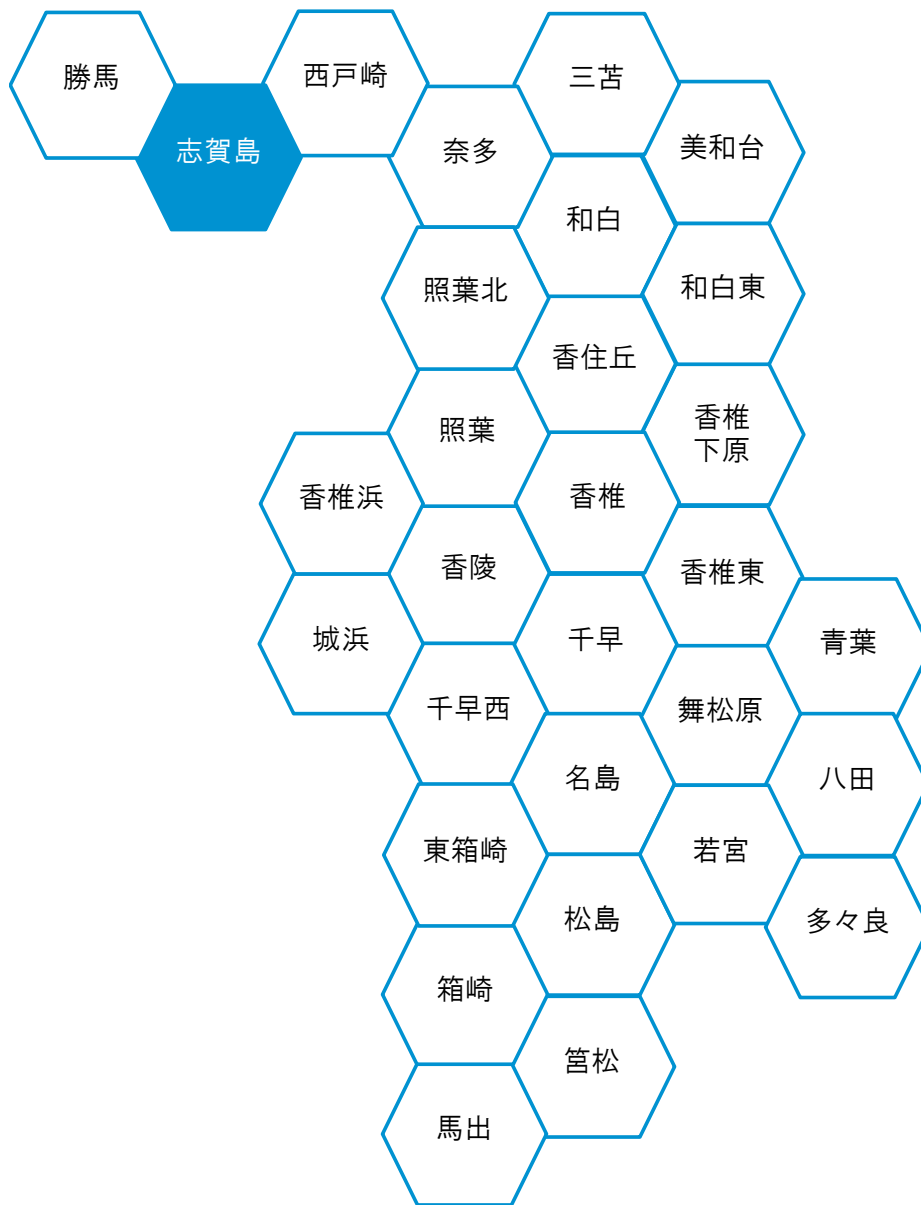 勝馬
志賀島
西戸崎
奈多
三苫
美和台
和白
照葉北
和白東
香住丘
照葉
香椎
下原
香椎浜
香椎
香陵
香椎東
城浜
千早
青葉
千早西
舞松原
名島
八田
東箱崎
若宮
松島
多々良
箱崎
筥松
馬出